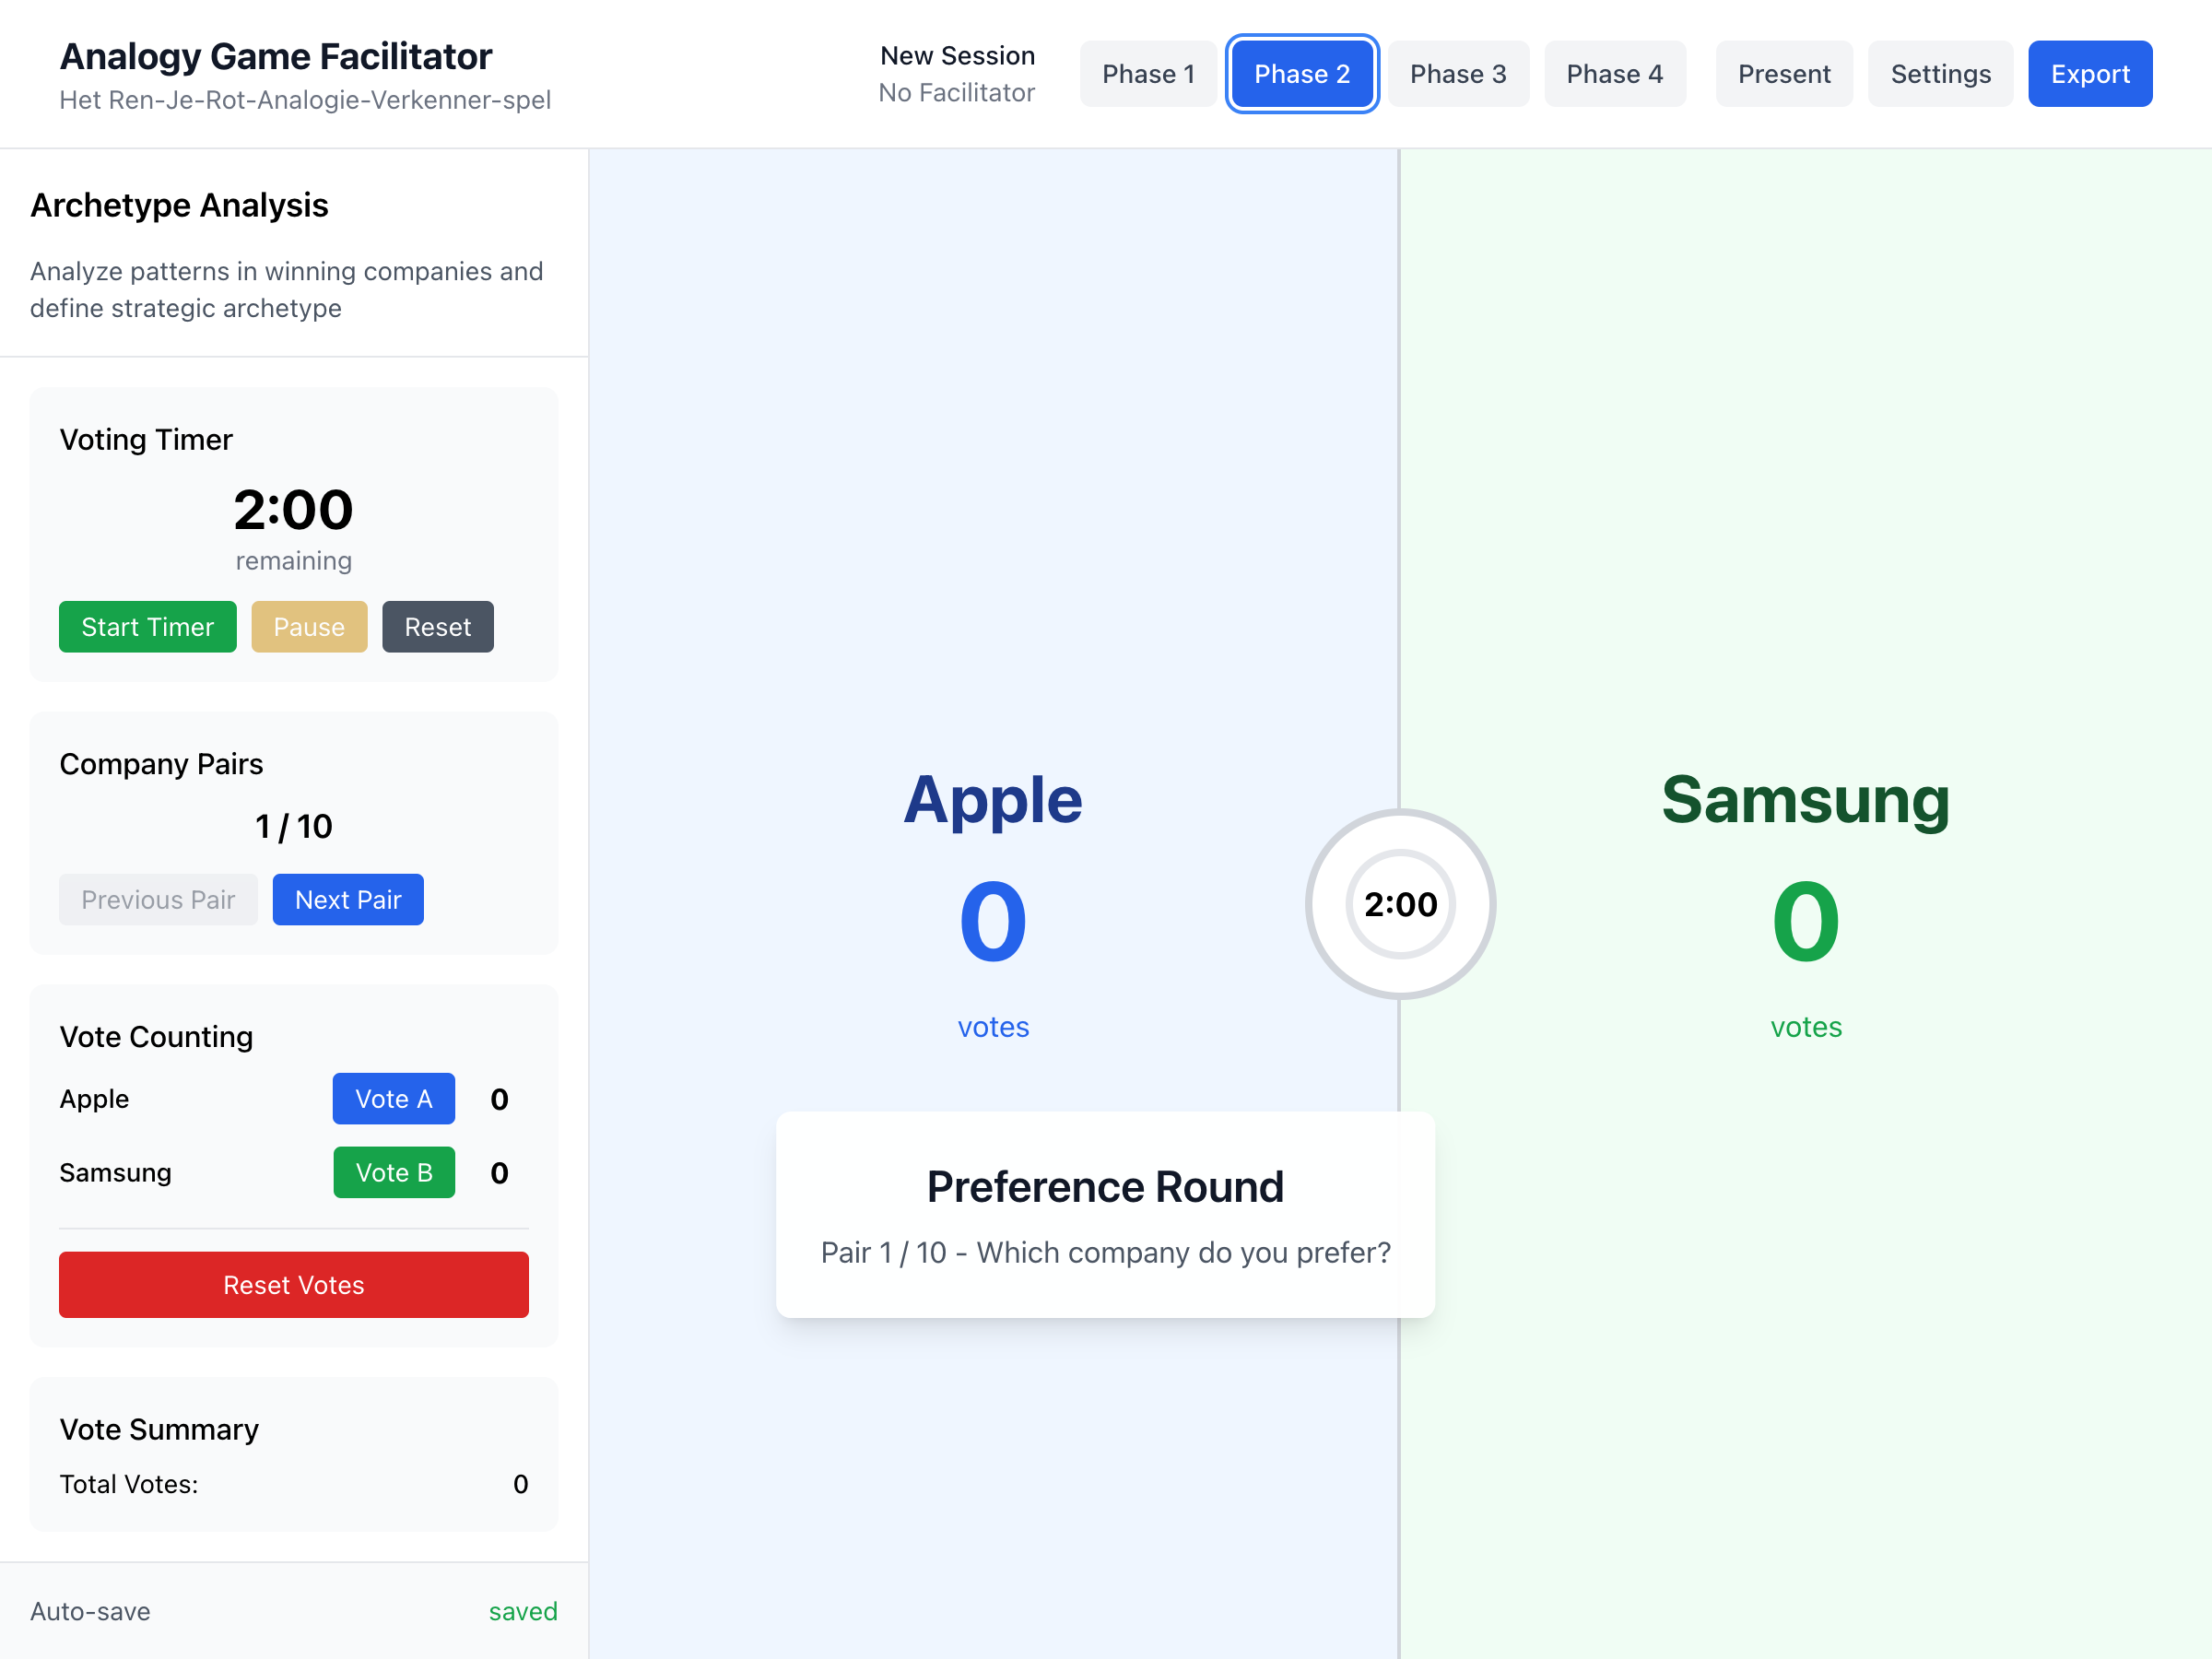 Analogy Game Facilitator
Het Ren-Je-Rot-Analogie-Verkenner-spel
New Session
No Facilitator
Phase 1
Phase 2
Phase 3
Phase 4
Present
Settings
Export
Archetype Analysis
Analyze patterns in winning companies and
define strategic archetype
Voting Timer
2:00
remaining
Start Timer
Pause
Reset
Company Pairs
1 / 10
Previous Pair
Next Pair
Vote Counting
Apple
Vote A
0
Samsung
Vote B
0
Reset Votes
Vote Summary
Total Votes:
0
Auto-save
saved
Apple
0
votes
2:00
Samsung
0
votes
Preference Round
Pair 1 / 10 - Which company do you prefer?